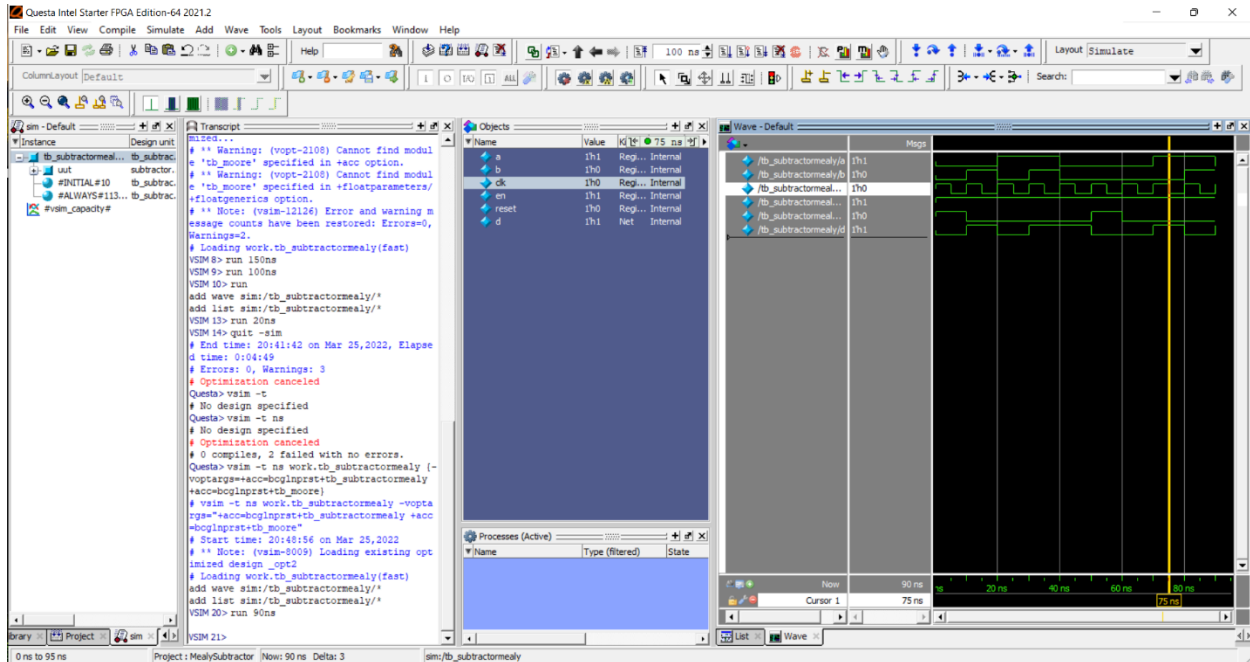 Questa Intel Starter FPGA Edition-64 2021.2
File Edit View Compile Simulate Add Wave Tools Layout Bookmarks Window Help
Help
100 ns
Layout Simulate
ColumnLayout Default
Search:
sim - Default
Instance Design unit
tb_subtractormeal... tb_subtrac.
uut subtractor.
#INITIAL#10 tb_subtrac.
#ALWAYS#113... tb_subtrac.
#vsim_capacity#
Transcript
mized...
# ** Warning: (vopt-2108) Cannot find modul
e 'tb_moore' specified in +acc option.
# ** Warning: (vopt-2108) Cannot find modul
e 'tb_moore' specified in +floatparameters/
+floatgenerics option.
# ** Note: (vsim-12126) Error and warning m
essage counts have been restored: Errors=0,
Warnings=2.
# Loading work.tb_subtractormealy(fast)
VSIM 8> run 150ns
VSIM 9> run 100ns
VSIM 10> run
add wave sim:/tb_subtractormealy/*
add list sim:/tb_subtractormealy/*
VSIM 13> run 20ns
VSIM 14> quit -sim
# End time: 20:41:42 on Mar 25,2022, Elapse
d time: 0:04:49
# Errors: 0, Warnings: 3
# Optimization canceled
Questa> vsim -t
# No design specified
Questa> vsim -t ns
# No design specified
# Optimization canceled
# 0 compiles, 2 failed with no errors.
Questa> vsim -t ns work.tb_subtractormealy {-
voptargs=+acc=bcglnprst+tb_subtractormealy
+acc=bcglnprst+tb_moore}
# vsim -t ns work.tb_subtractormealy -vopta
rgs="+acc=bcglnprst+tb_subtractormealy +acc
=bcglnprst+tb_moore"
# Start time: 20:48:56 on Mar 25,2022
# ** Note: (vsim-8009) Loading existing opt
imized design _opt2
# Loading work.tb_subtractormealy(fast)
add wave sim:/tb_subtractormealy/*
add list sim:/tb_subtractormealy/*
VSIM 20> run 90ns
VSIM 21>
Objects
Name Value 75 ns
a 1'h1 Regi... Internal
b 1'h0 Regi... Internal
clk 1'h0 Regi... Internal
en 1'h1 Regi... Internal
reset 1'h0 Regi... Internal
d 1'h1 Net Internal
Processes (Active)
Name Type (filtered) State
Wave - Default
Msgs
/tb_subtractormealy/a 1'h1
/tb_subtractormealy/b 1'h0
/tb_subtractormeal... 1'h0
/tb_subtractormeal... 1'h1
/tb_subtractormeal... 1'h0
/tb_subtractormealy/d 1'h1
Now 90 ns
Cursor 1 75 ns
ns 20 ns 40 ns 60 ns 80 ns
75 ns
ibrary Project sim
List Wave
0 ns to 95 ns Project : MealySubtractor Now: 90 ns Delta: 3 sim:/tb_subtractormealy